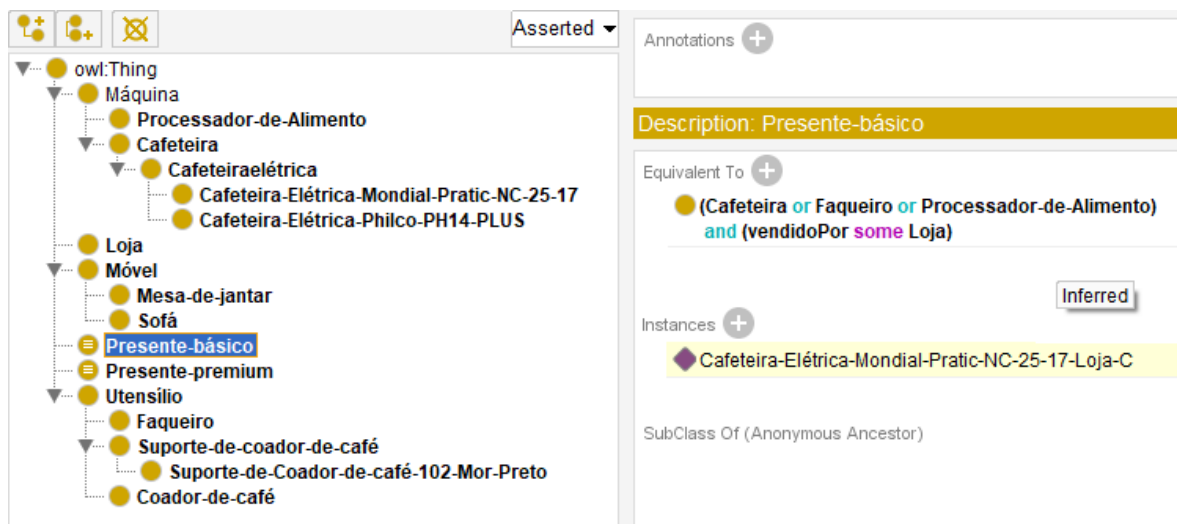 Asserted
owl:Thing
Máquina
Processador-de-Alimento
Cafeteira
Cafeteiraelétrica
Cafeteira-Elétrica-Mondial-Pratic-NC-25-17
Cafeteira-Elétrica-Philco-PH14-PLUS
Loja
Móvel
Mesa-de-jantar
Sofá
Presente-básico
Presente-premium
Utensílio
Faqueiro
Suporte-de-coador-de-café
Suporte-de-Coador-de-café-102-Mor-Preto
Coador-de-café
Annotations
Description: Presente-básico
Equivalent To
(Cafeteira or Faqueiro or Processador-de-Alimento)
and (vendidoPor some Loja)
Inferred
Instances
Cafeteira-Elétrica-Mondial-Pratic-NC-25-17-Loja-C
SubClass Of (Anonymous Ancestor)